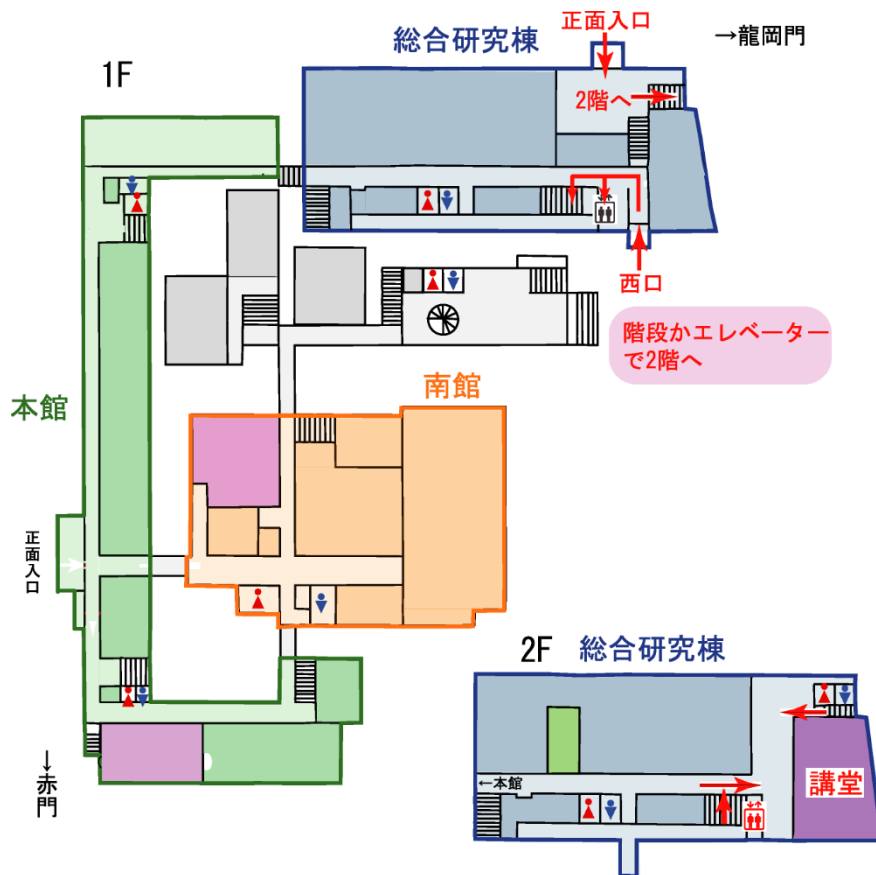 総合研究棟
正面入口
→龍岡門
1F
2階へ
西口
階段かエレベーター
で2階へ
本館
南館
正面入口
2F 総合研究棟
←本館
講堂
↓赤門